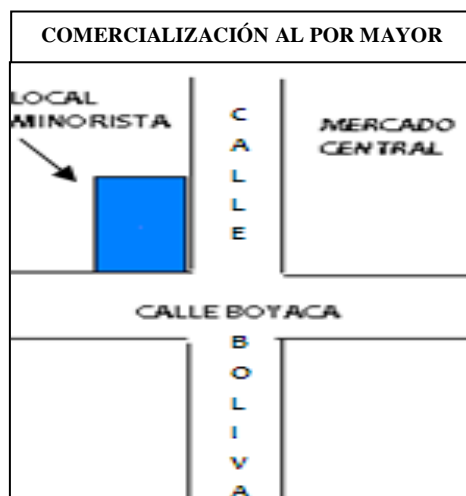 COMERCIALIZACIÓN AL POR MAYOR
LOCAL
MINORISTA
MERCADO
CENTRAL
C
A
L
L
E
CALLE BOYACA
B
O
L
I
V
A